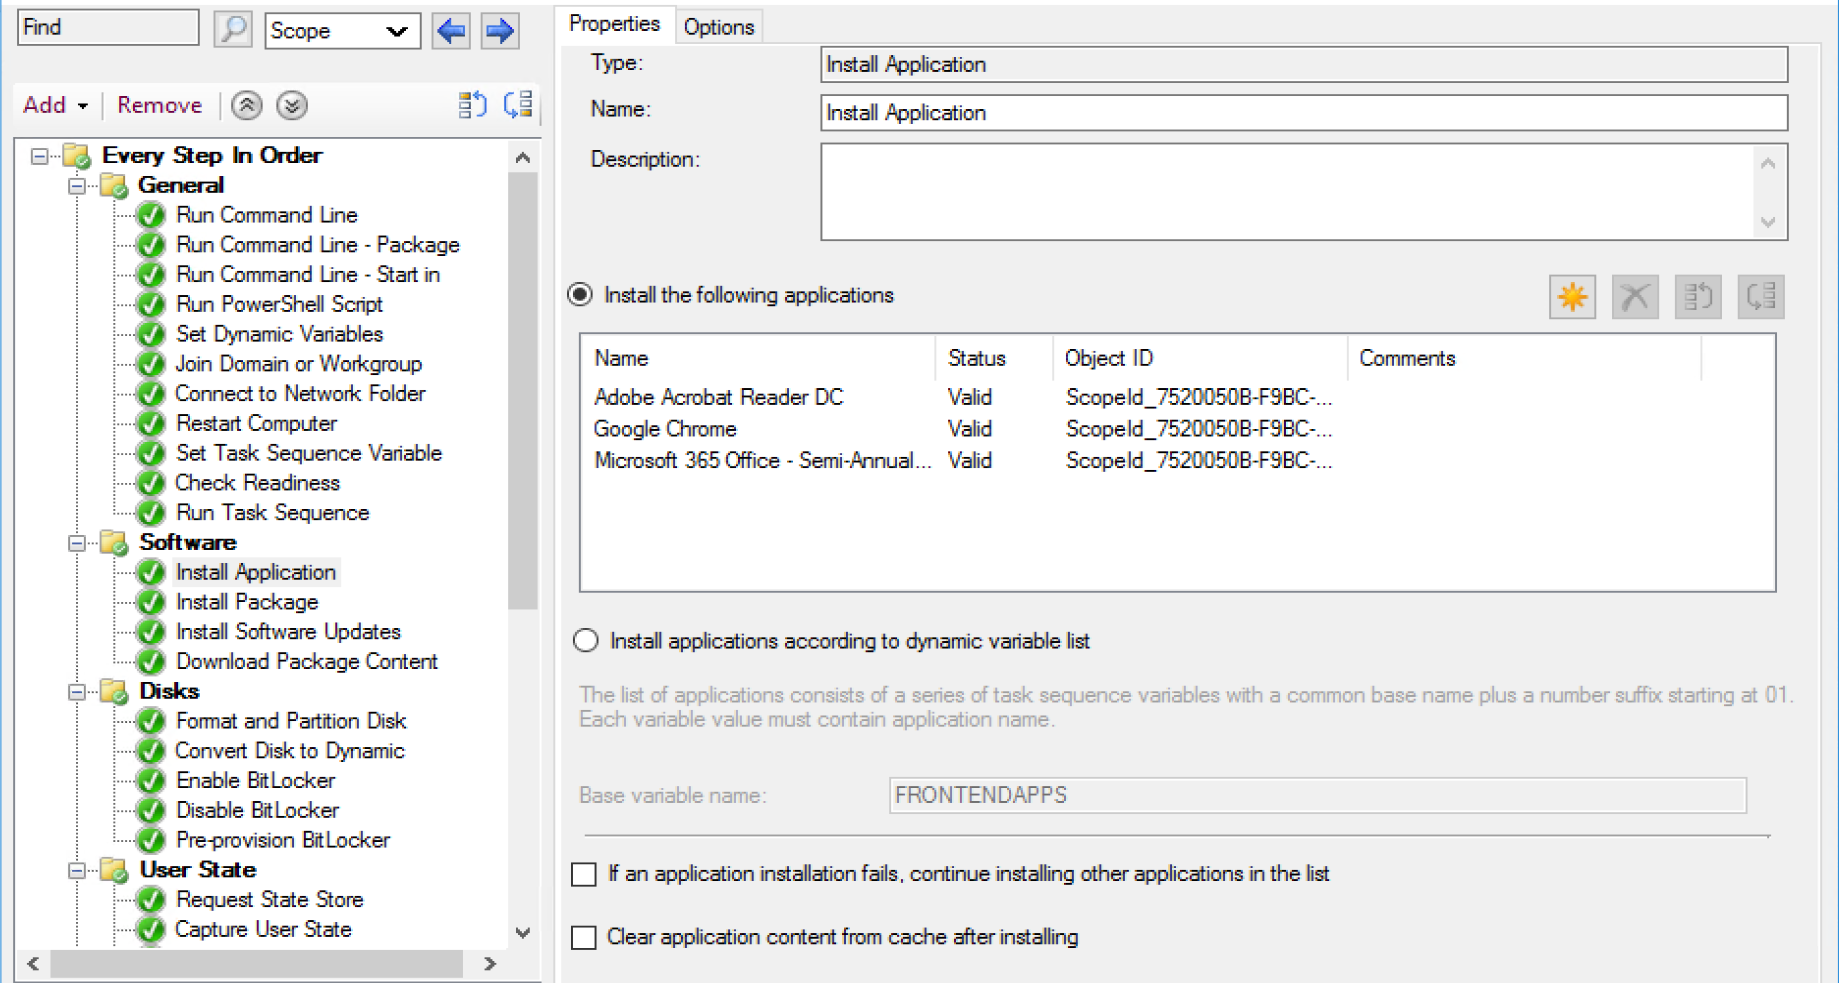 Find
Scope
Add
Remove
Every Step In Order
General
Run Command Line
Run Command Line - Package
Run Command Line - Start in
Run PowerShell Script
Set Dynamic Variables
Join Domain or Workgroup
Connect to Network Folder
Restart Computer
Set Task Sequence Variable
Check Readiness
Run Task Sequence
Software
Install Application
Install Package
Install Software Updates
Download Package Content
Disks
Format and Partition Disk
Convert Disk to Dynamic
Enable BitLocker
Disable BitLocker
Pre-provision BitLocker
User State
Request State Store
Capture User State
Properties
Options
Type:
Install Application
Name:
Install Application
Description:
Install the following applications
Name Status Object ID Comments
Adobe Acrobat Reader DC Valid ScopeId_7520050B-F9BC-...
Google Chrome Valid ScopeId_7520050B-F9BC-...
Microsoft 365 Office - Semi-Annual... Valid ScopeId_7520050B-F9BC-...
Install applications according to dynamic variable list
The list of applications consists of a series of task sequence variables with a common base name plus a number suffix starting at 01.
Each variable value must contain application name.
Base variable name:
FRONTENDAPPS
If an application installation fails, continue installing other applications in the list
Clear application content from cache after installing